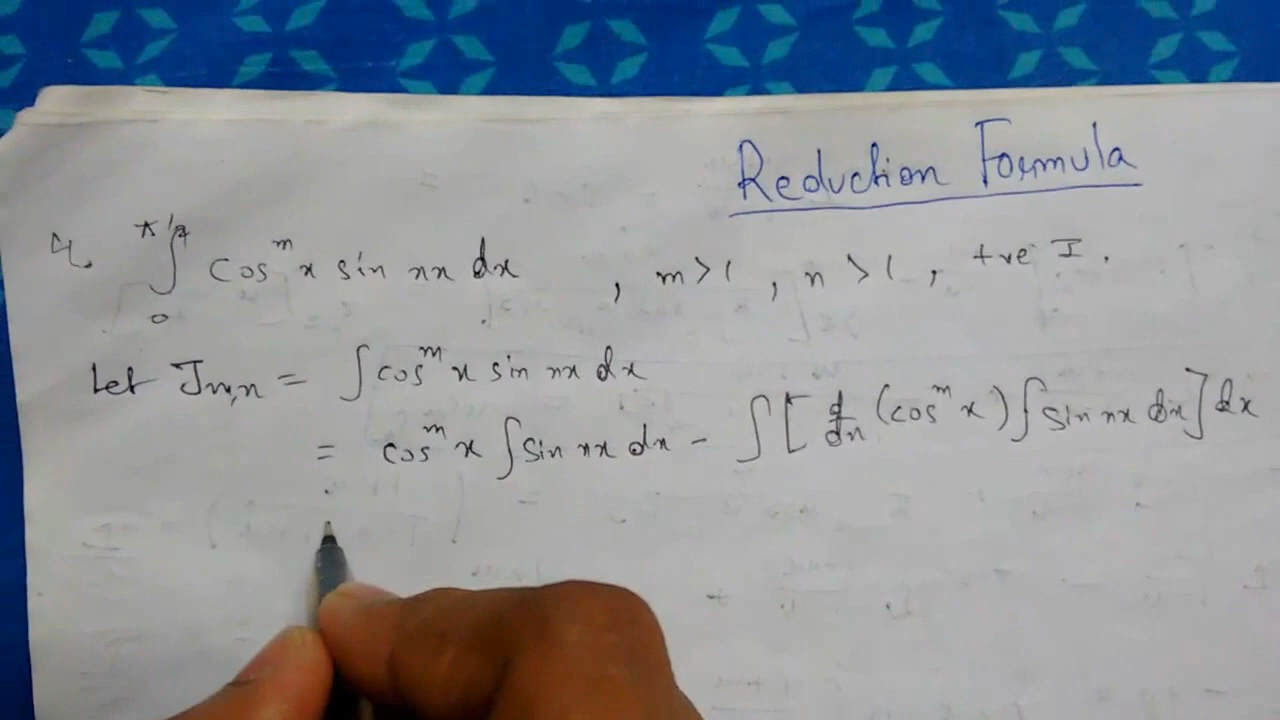 Reduction Formula
4. ∫₀^{π/2} cos^m x sin nx dx , m>1 , n>1, +ve I.
Let J_{m,n} = ∫cos^m x sin nx dx
= cos^m x ∫sin nx dx - ∫[d/dx (cos^m x) ∫sin nx dx] dx